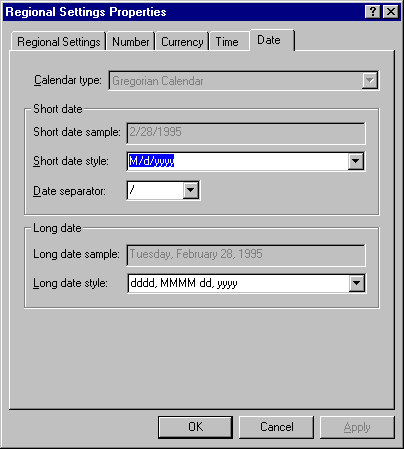 Regional Settings Properties
Regional Settings Number Currency Time Date
Calendar type: Gregorian Calendar
Short date
Short date sample: 2/28/1995
Short date style: M/d/yyyy
Date separator: /
Long date
Long date sample: Tuesday, February 28, 1995
Long date style: dddd, MMMM dd, yyyy
OK Cancel Apply